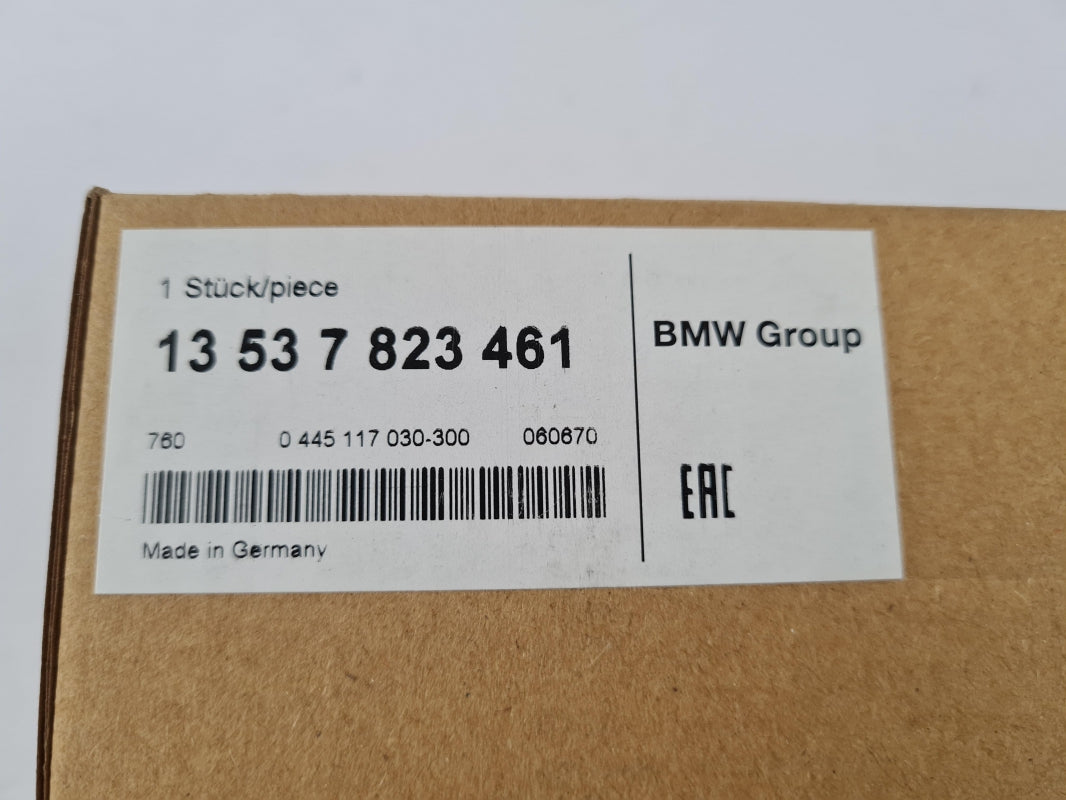 1 Stück/piece
13 53 7 823 461
760 0 445 117 030-300 060670
Made in Germany
BMW Group
EAC